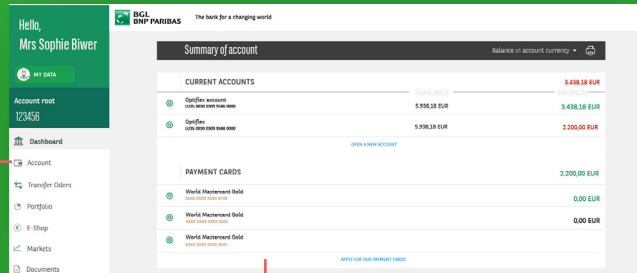 Hello,
Mrs Sophie Biwer
MY DATA
Account root
123456
Dashboard
Account
Transfer Oders
Portfolio
E-Shop
Markets
Documents
BGL
BNP PARIBAS
The bank for a changing world
Summary of account
Balance in account currency
CURRENT ACCOUNTS
3.438,18 EUR
AVAILABLE
BALANCE
Optiflex account
5.938,18 EUR
3.438,18 EUR
Optiflex
5.938,18 EUR
2.200,00 EUR
OPEN A NEW ACCOUNT
PAYMENT CARDS
2.200,00 EUR
World Mastercard Gold
0,00 EUR
World Mastercard Gold
0,00 EUR
World Mastercard Gold
APPLY FOR OUR PAYMENT CARDS